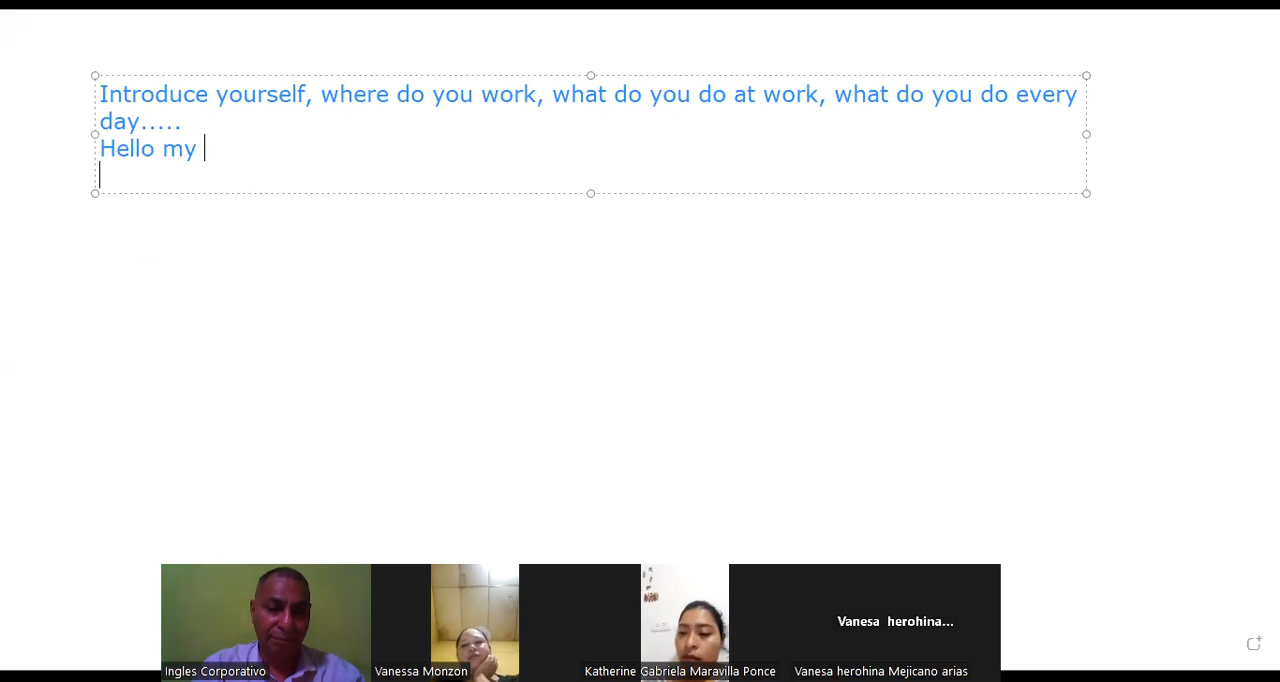 Introduce yourself, where do you work, what do you do at work, what do you do every
day.....
Hello my
Vanesa herohina...
Ingles Corporativo
Vanessa Monzon
Katherine Gabriela Maravilla Ponce
Vanesa herohina Mejicano arias